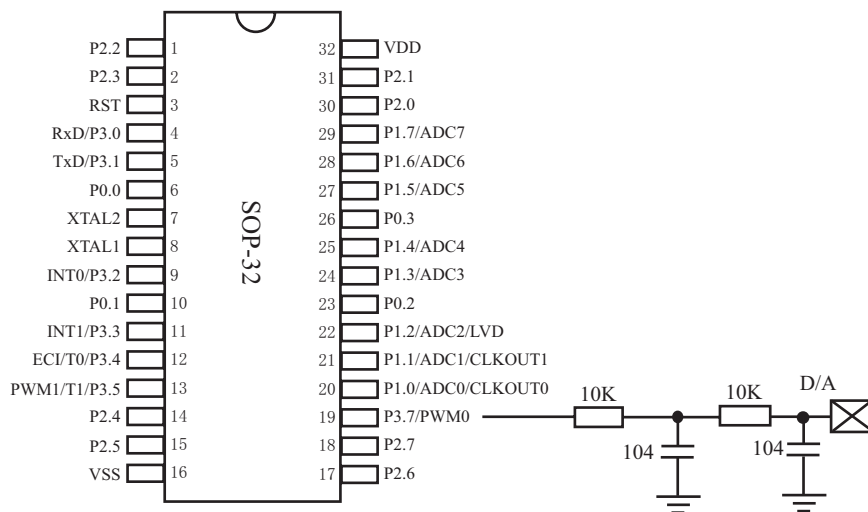 P2.2 1 32 VDD
P2.3 2 31 P2.1
RST 3 30 P2.0
RxD/P3.0 4 29 P1.7/ADC7
TxD/P3.1 5 28 P1.6/ADC6
P0.0 6 27 P1.5/ADC5
XTAL2 7 26 P0.3
XTAL1 8 25 P1.4/ADC4
INT0/P3.2 9 24 P1.3/ADC3
P0.1 10 23 P0.2
INT1/P3.3 11 22 P1.2/ADC2/LVD
ECI/T0/P3.4 12 21 P1.1/ADC1/CLKOUT1
PWM1/T1/P3.5 13 20 P1.0/ADC0/CLKOUT0
P2.4 14 19 P3.7/PWM0
P2.5 15 18 P2.7
VSS 16 17 P2.6
SOP-32
10K
10K
D/A
104
104